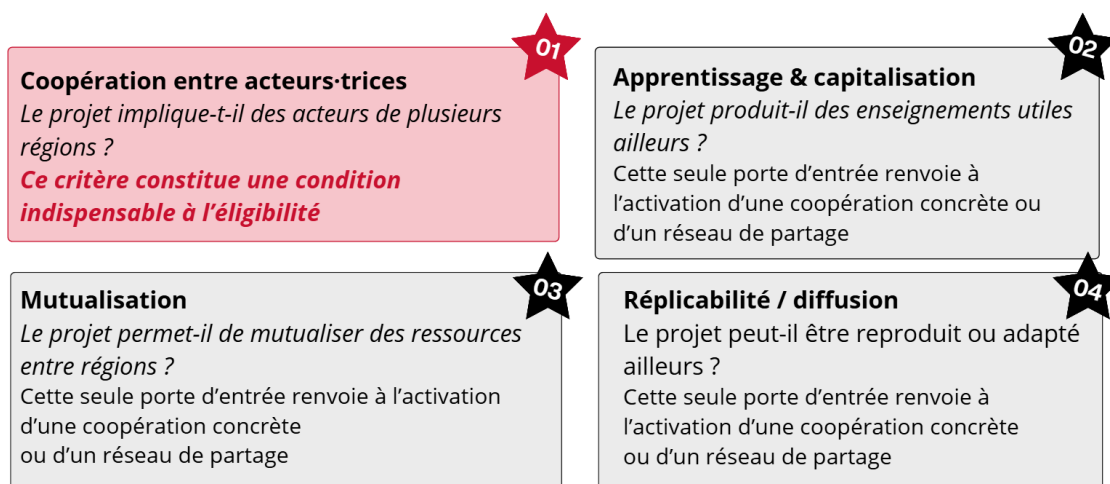 01
Coopération entre acteurs·trices
Le projet implique-t-il des acteurs de plusieurs
régions ?
Ce critère constitue une condition
indispensable à l’éligibilité
02
Apprentissage & capitalisation
Le projet produit-il des enseignements utiles
ailleurs ?
Cette seule porte d’entrée renvoie à
l’activation d’une coopération concrète ou
d’un réseau de partage
03
Mutualisation
Le projet permet-il de mutualiser des ressources
entre régions ?
Cette seule porte d’entrée renvoie à l’activation
d’une coopération concrète
ou d’un réseau de partage
04
Réplicabilité / diffusion
Le projet peut-il être reproduit ou adapté
ailleurs ?
Cette seule porte d’entrée renvoie à
l’activation d’une coopération concrète
ou d’un réseau de partage